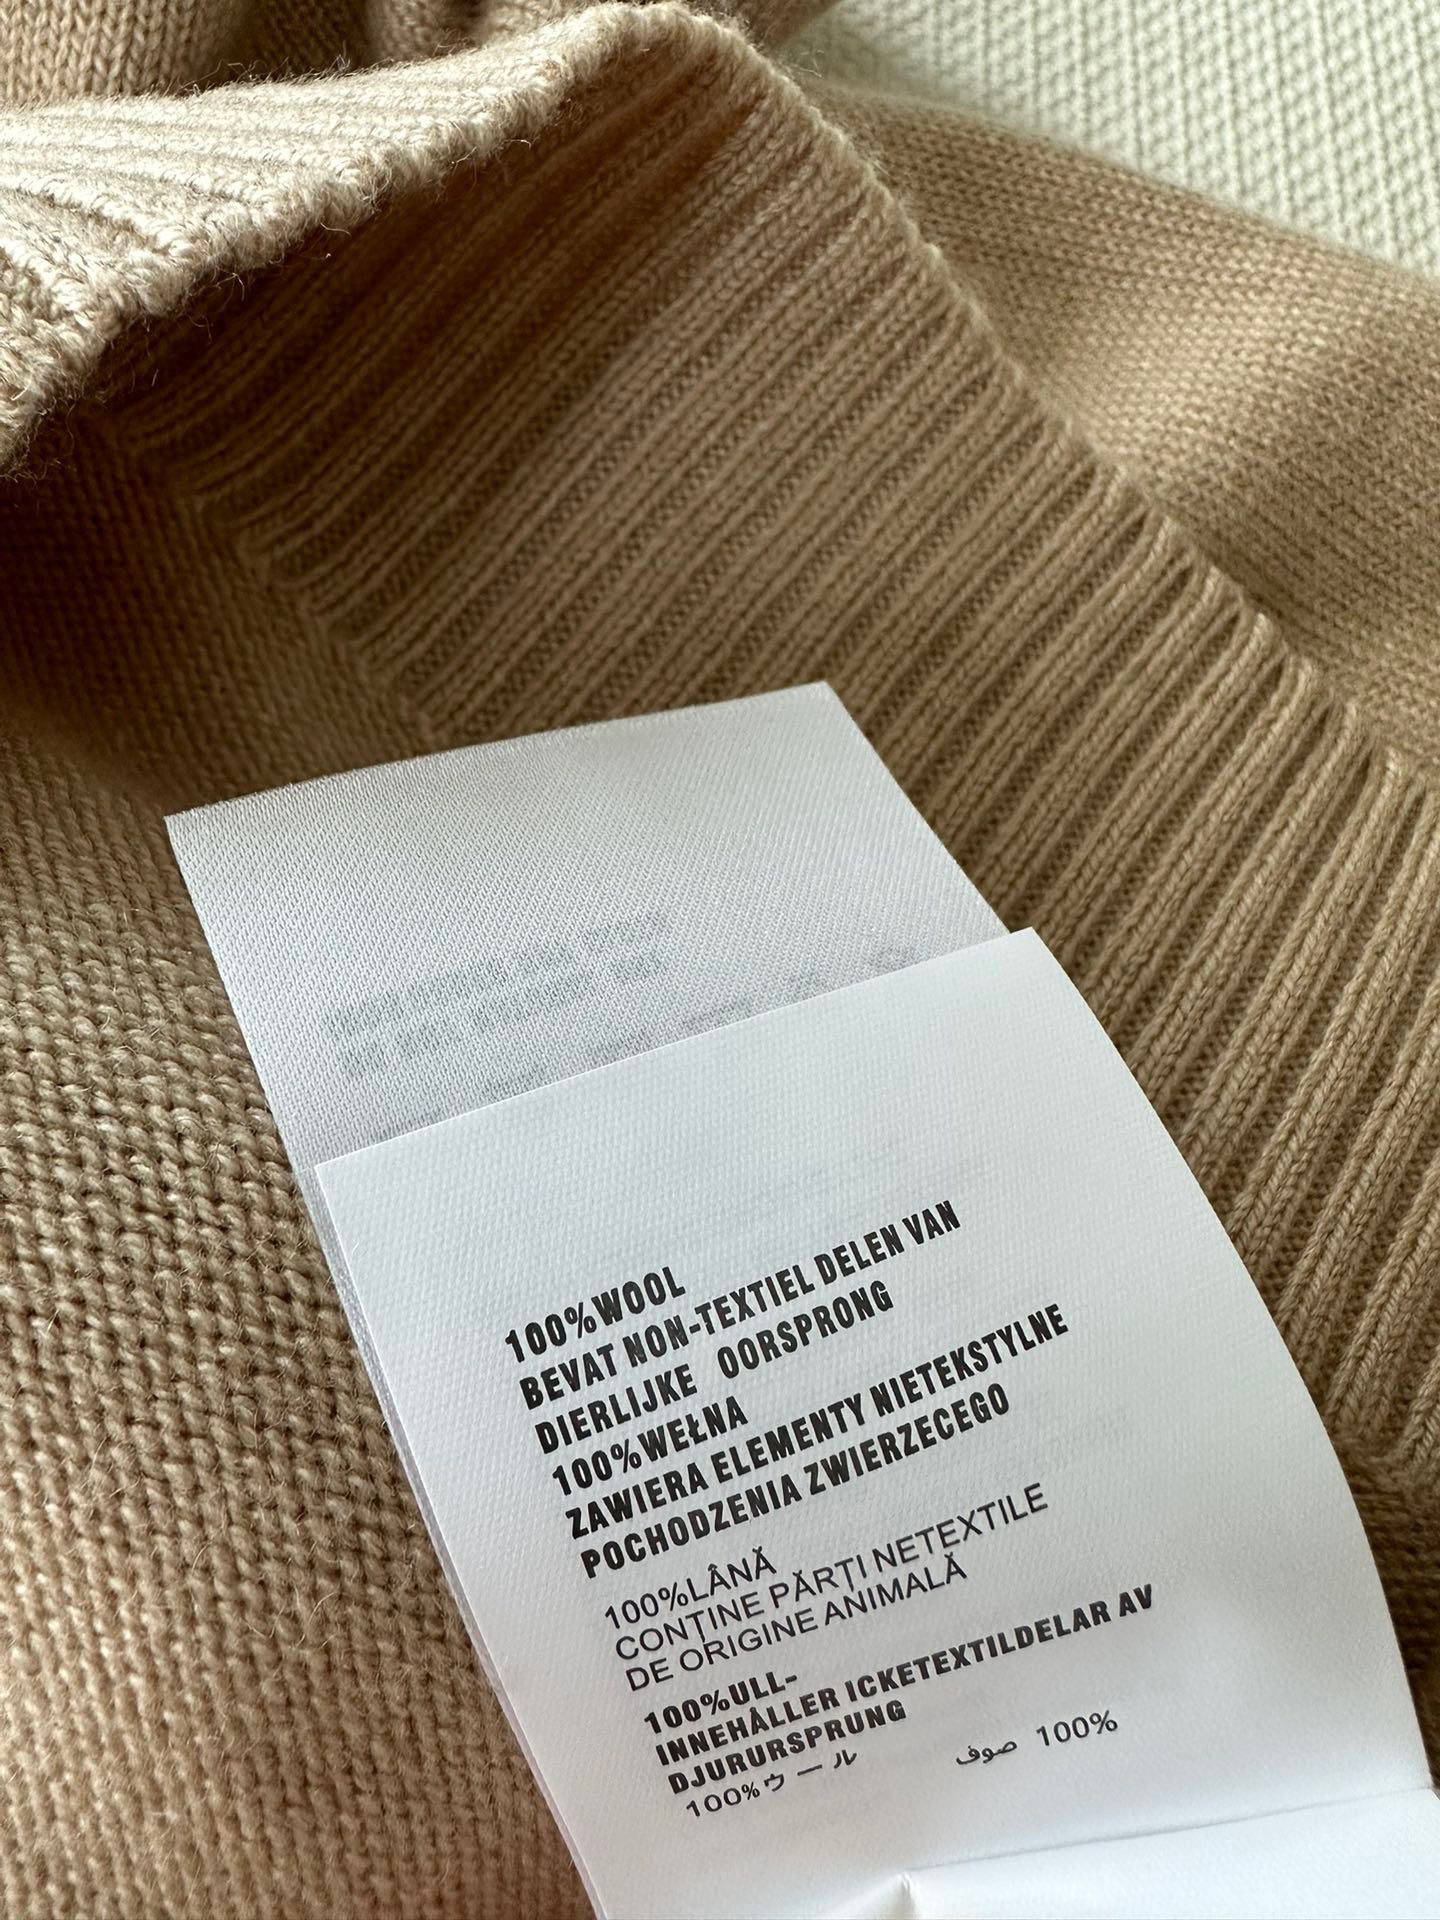 100%WOOL
BEVAT NON-TEXTIEL DELEN VAN
DIERLIJKE OORSPRONG
100%WEŁNA
ZAWIERA ELEMENTY NIETEKSTYLNE
POCHODZENIA ZWIERZECEGO
100%LÂNĂ
CONȚINE PĂRȚI NETEXTILE
DE ORIGINE ANIMALĂ
100%ULL-
INNEHÅLLER ICKETEXTILDELAR AV
DJURURSPRUNG
100%ウール
صوف 100%